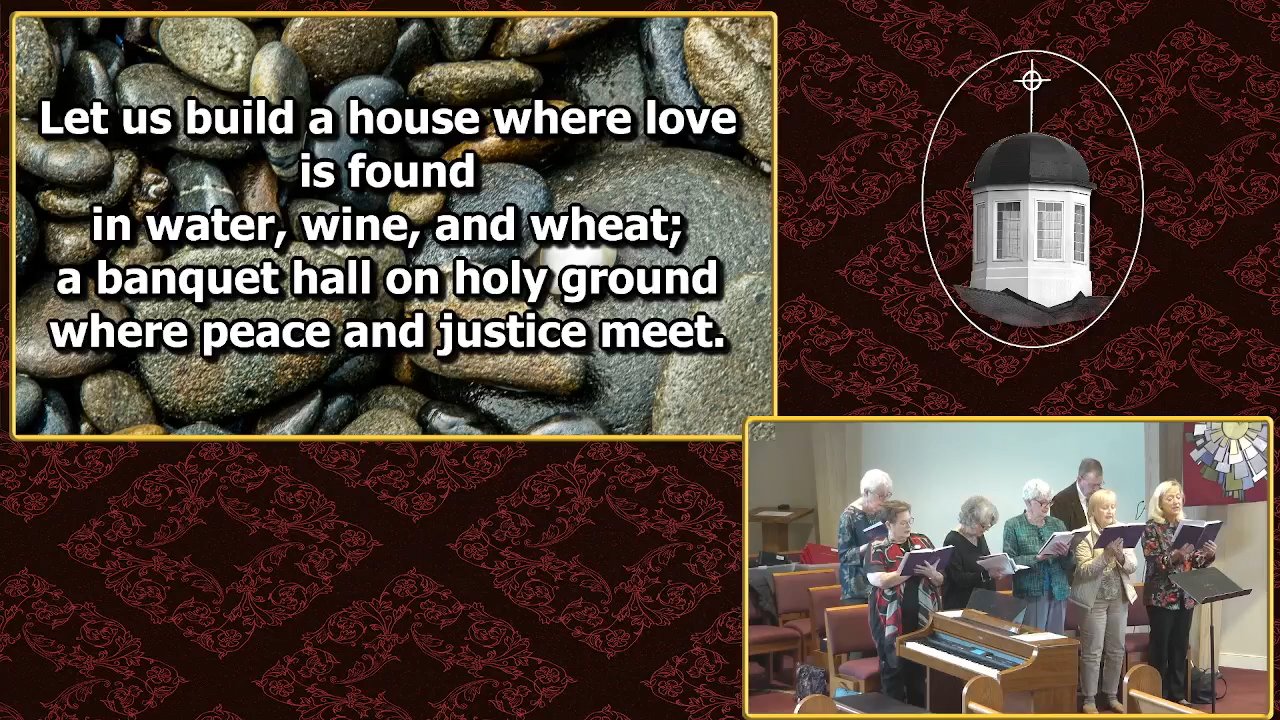 Let us build a house where love
is found
in water, wine, and wheat;
a banquet hall on holy ground
where peace and justice meet.